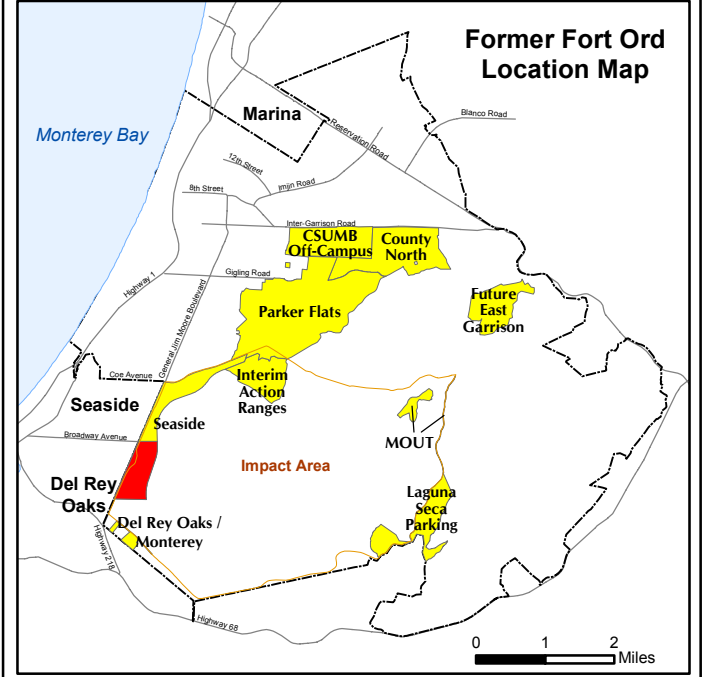 Former Fort Ord
Location Map
Blanco Road
Marina
Reservation Road
Monterey Bay
12th Street
Imjin Road
8th Street
Inter-Garrison Road
CSUMB
Off-Campus
County
North
Highway 1
Gigling Road
General Jim Moore Boulevard
Parker Flats
Future
East
Garrison
Coe Avenue
Interim
Action
Ranges
Seaside
Seaside
Broadway Avenue
MOUT
Impact Area
Del Rey
Oaks
Laguna
Seca
Parking
Del Rey Oaks /
Monterey
Highway 218
Highway 68
0 1 2
Miles